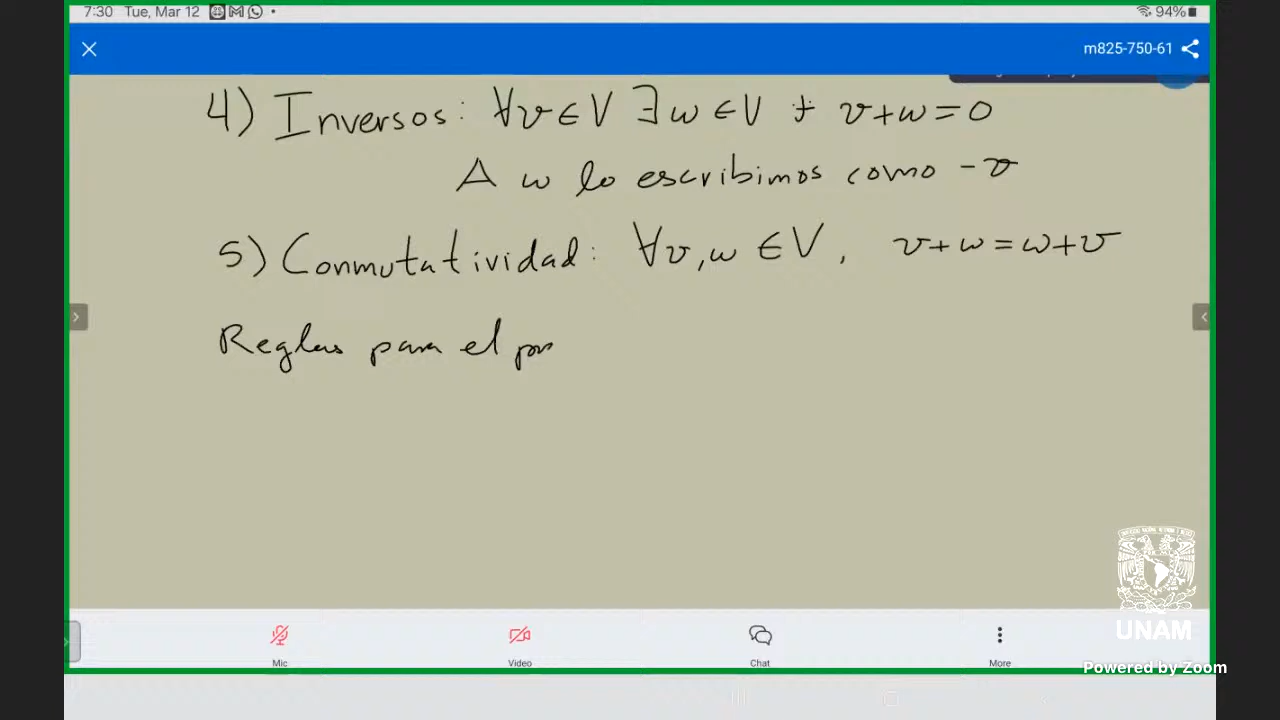 7:30 Tue, Mar 12 94%
m825-750-61
4) Inversos: ∀v∈V ∃w∈V t v+w=0
A w lo escribimos como -v
5) Conmutatividad: ∀v,w∈V, v+w=w+v
Reglas para el pr
Mic Video Chat More
UNAM
Powered by Zoom